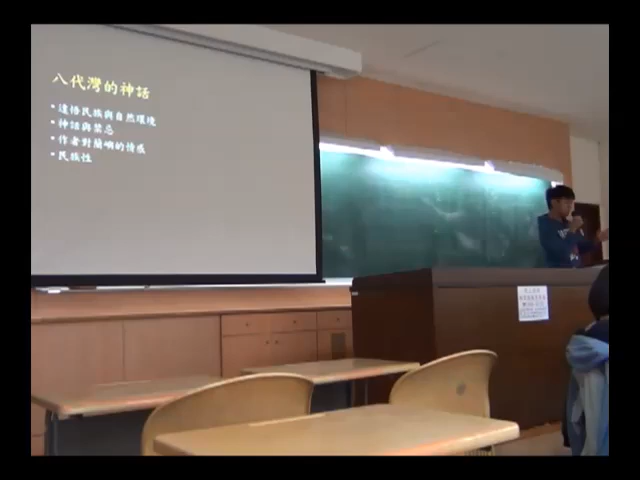 八代灣的神話
▪ 達悟民族與自然環境
▪ 神話與禁忌
▪ 作者對蘭嶼的情感
▪ 民族性